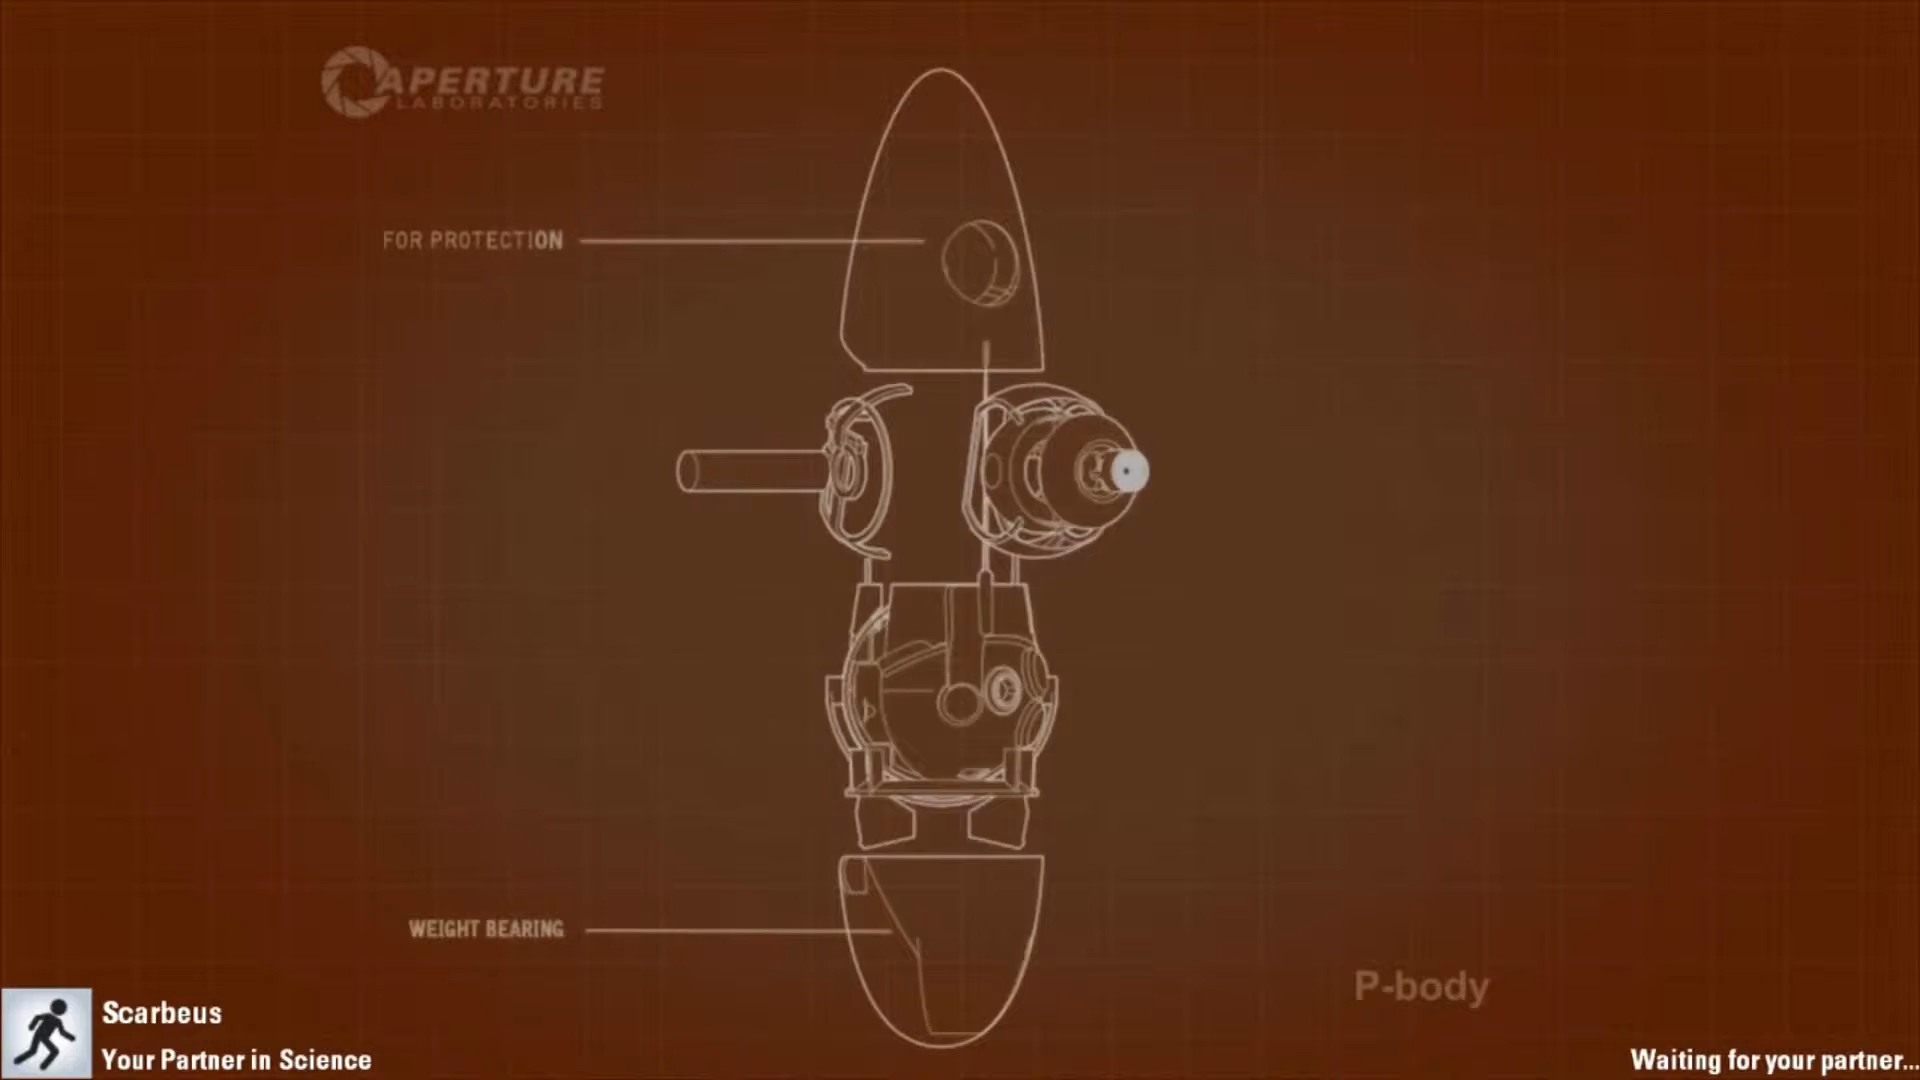 APERTURE
LABORATORIES
FOR PROTECTION
WEIGHT BEARING
P-body
Scarbeus
Your Partner in Science
Waiting for your partner...